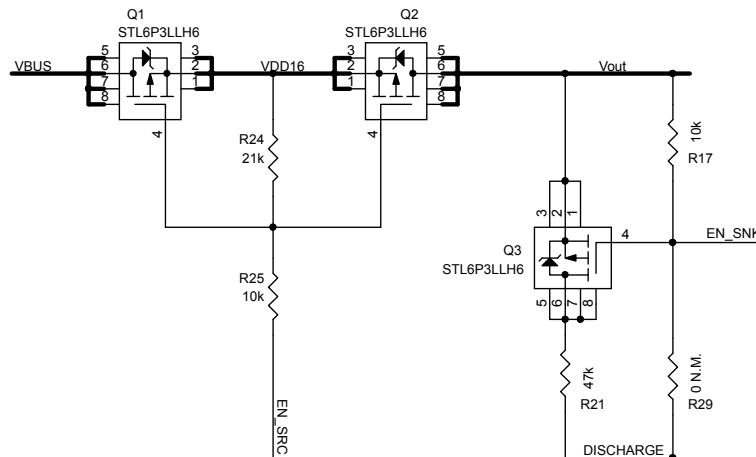 Q1
STL6P3LLH6
Q2
STL6P3LLH6
5
6
7
8
3
2
1
4
3
2
1
5
6
7
8
4
VBUS
VDD16
Vout
R24
21k
10k
R17
3
2
1
Q3
STL6P3LLH6
4
EN_SNK
5
6
7
8
R25
10k
47k
R21
0 N.M.
R29
EN_SRC
DISCHARGE